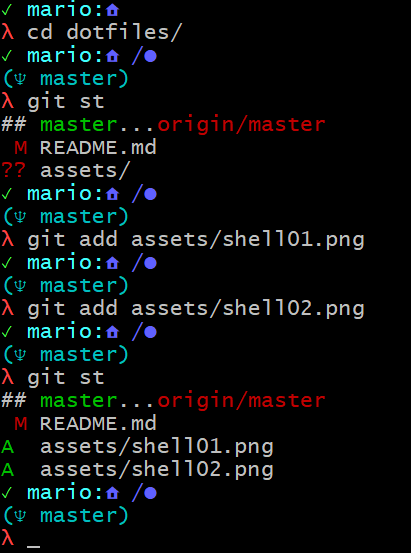 ✓ mario:⌂
λ cd dotfiles/
✓ mario:⌂ /●
(♆ master)
λ git st
## master...origin/master
 M README.md
?? assets/
✓ mario:⌂ /●
(♆ master)
λ git add assets/shell01.png
✓ mario:⌂ /●
(♆ master)
λ git add assets/shell02.png
✓ mario:⌂ /●
(♆ master)
λ git st
## master...origin/master
 M README.md
A  assets/shell01.png
A  assets/shell02.png
✓ mario:⌂ /●
(♆ master)
λ _